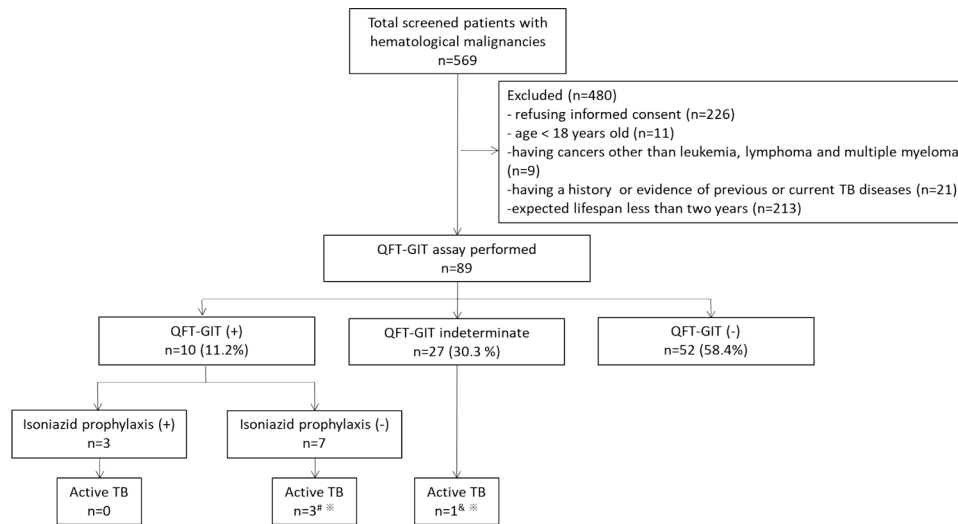 Total screened patients with
hematological malignancies
n=569
Excluded (n=480)
- refusing informed consent (n=226)
- age < 18 years old (n=11)
-having cancers other than leukemia, lymphoma and multiple myeloma
(n=9)
-having a history or evidence of previous or current TB diseases (n=21)
-expected lifespan less than two years (n=213)
QFT-GIT assay performed
n=89
QFT-GIT (+)
n=10 (11.2%)
QFT-GIT indeterminate
n=27 (30.3 %)
QFT-GIT (-)
n=52 (58.4%)
Isoniazid prophylaxis (+)
n=3
Isoniazid prophylaxis (-)
n=7
Active TB
n=0
Active TB
n=3# ※
Active TB
n=1& ※